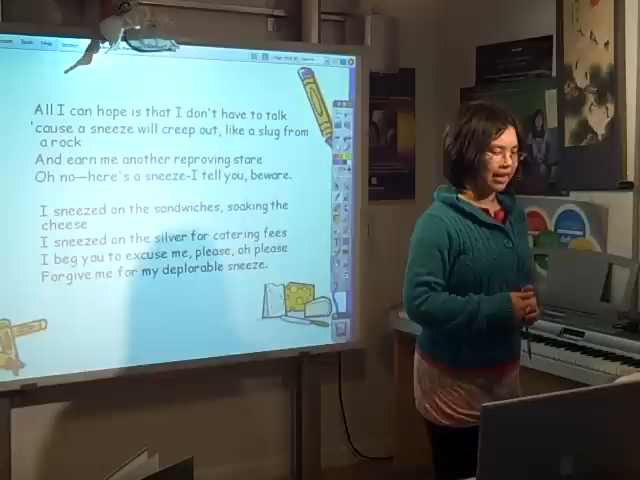 All I can hope is that I don't have to talk
'cause a sneeze will creep out, like a slug from
a rock
And earn me another reproving stare
Oh no—here's a sneeze-I tell you, beware.
I sneezed on the sandwiches, soaking the
cheese
I sneezed on the silver for catering fees
I beg you to excuse me, please, oh please
Forgive me for my deplorable sneeze.